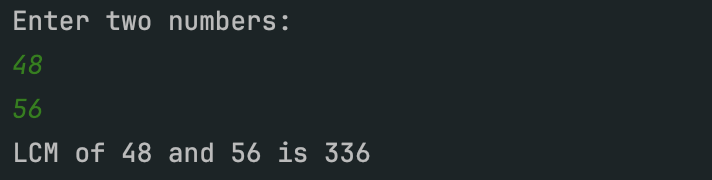 Enter two numbers:
48
56
LCM of 48 and 56 is 336